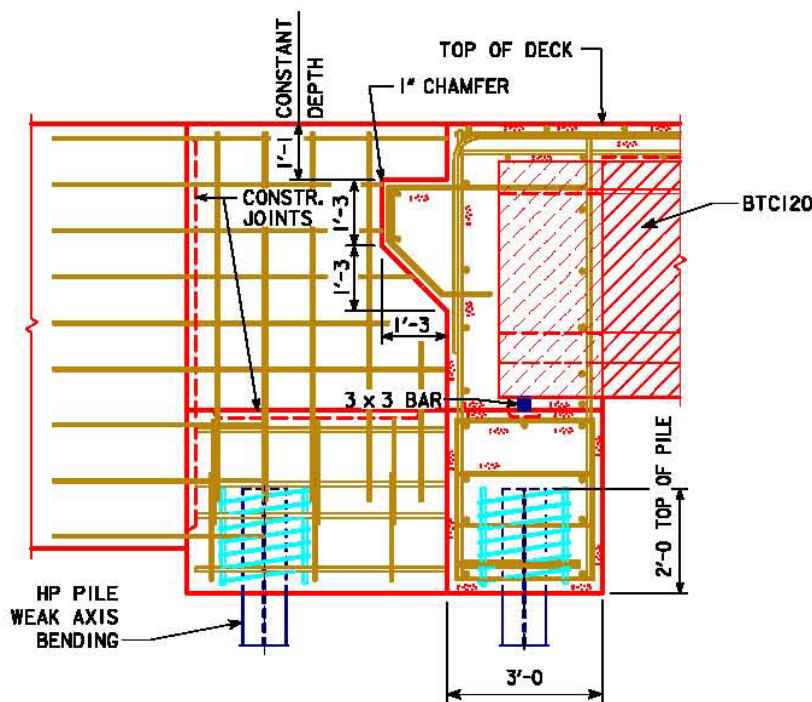 TOP OF DECK
CONSTANT
DEPTH
1" CHAMFER
1'-1
CONSTR.
JOINTS
1'-3
BTC120
1'-3
1'-3
3 x 3 BAR
2'-0 TOP OF PILE
HP PILE
WEAK AXIS
BENDING
3'-0